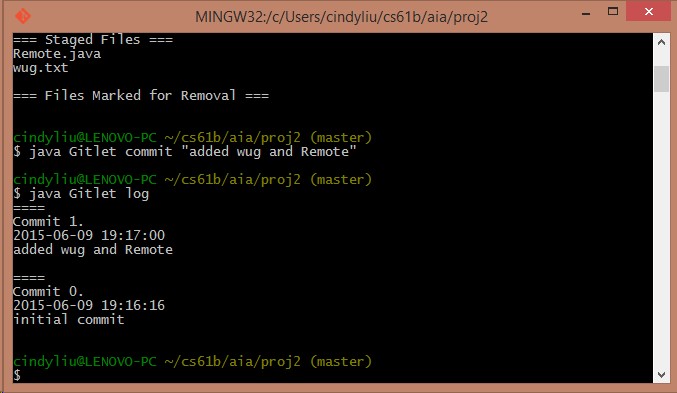 MINGW32:/c/Users/cindyliu/cs61b/aia/proj2
=== Staged Files ===
Remote.java
wug.txt
=== Files Marked for Removal ===
cindyliu@LENOVO-PC ~/cs61b/aia/proj2 (master)
$ java Gitlet commit "added wug and Remote"
cindyliu@LENOVO-PC ~/cs61b/aia/proj2 (master)
$ java Gitlet log
====
Commit 1.
2015-06-09 19:17:00
added wug and Remote
====
Commit 0.
2015-06-09 19:16:16
initial commit
cindyliu@LENOVO-PC ~/cs61b/aia/proj2 (master)
$